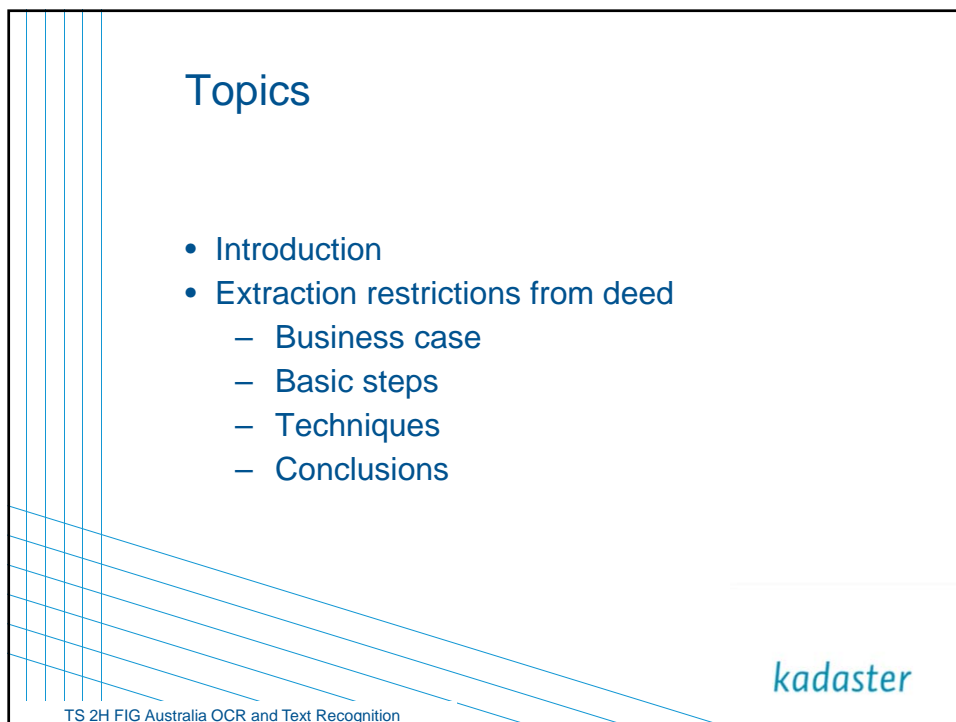 Topics
• Introduction
• Extraction restrictions from deed
– Business case
– Basic steps
– Techniques
– Conclusions
kadaster
TS 2H FIG Australia OCR and Text Recognition